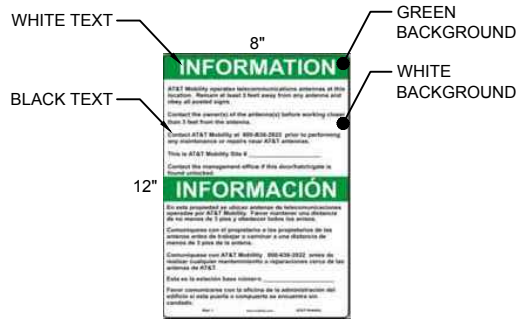 WHITE TEXT
GREEN
BACKGROUND
8"
INFORMATION
WHITE
BACKGROUND
BLACK TEXT
AT&T Mobility operates telecommunications antennas at this
location. Remain at least 3 feet away from any antenna and
obey all posted signs.
Contact the owner(s) of the antenna(s) before working closer
than 3 feet from the antenna.
Contact AT&T Mobility at 800-638-2822 prior to performing
any maintenance or repairs near AT&T antennas.
This is AT&T Mobility Site #
Contact the management office if this door/hatch/gate is
found unlocked.
12"
INFORMACIÓN
En esta propiedad se ubican antenas de telecomunicaciones
operadas por AT&T Mobility. Favor mantener una distancia
de no menos de 3 pies y obedecer todos los avisos.
Comuníquese con el propietario o los propietarios de las
antenas antes de trabajar o caminar a una distancia de
menos de 3 pies de la antena.
Comuníquese con AT&T Mobility 800-638-2822 antes de
realizar cualquier mantenimiento o reparaciones cerca de las
antenas de AT&T.
Esta es la estación base número
Favor comunicarse con la oficina de la administración del
edificio si esta puerta o compuerta se encuentra sin
candado.